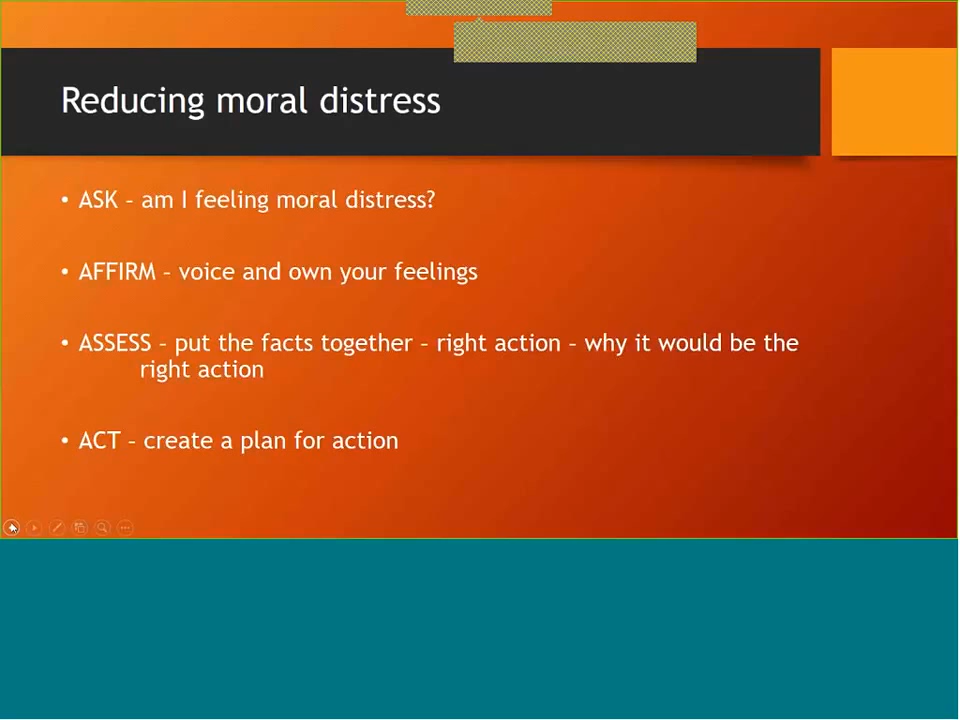 Reducing moral distress
• ASK – am I feeling moral distress?
• AFFIRM – voice and own your feelings
• ASSESS – put the facts together – right action – why it would be the
right action
• ACT – create a plan for action